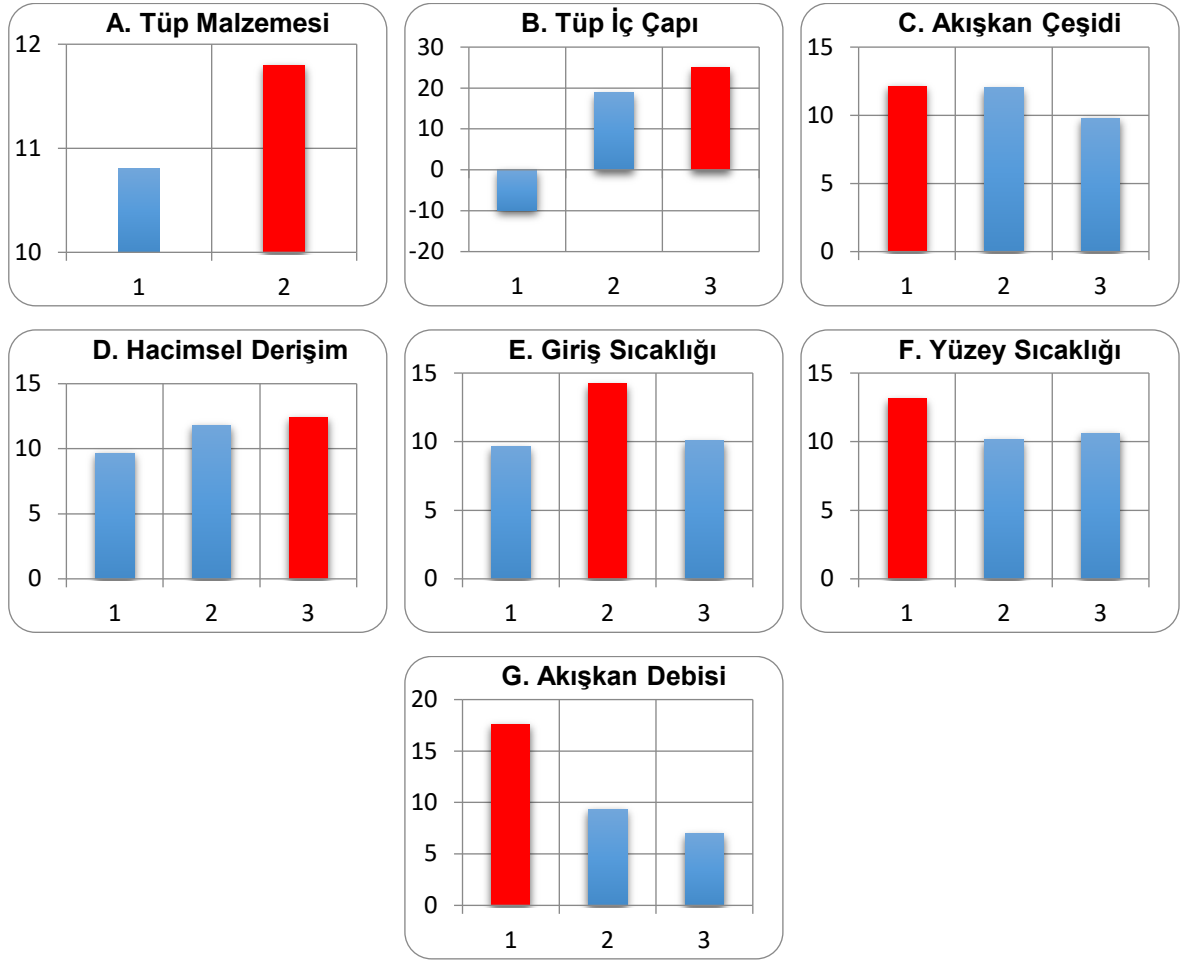 A. Tüp Malzemesi
12
11
10
1 2
B. Tüp İç Çapı
30
20
10
0
-10
-20
1 2 3
C. Akışkan Çeşidi
15
10
5
0
1 2 3
D. Hacimsel Derişim
15
10
5
0
1 2 3
E. Giriş Sıcaklığı
15
10
5
0
1 2 3
F. Yüzey Sıcaklığı
15
10
5
0
1 2 3
G. Akışkan Debisi
20
15
10
5
0
1 2 3